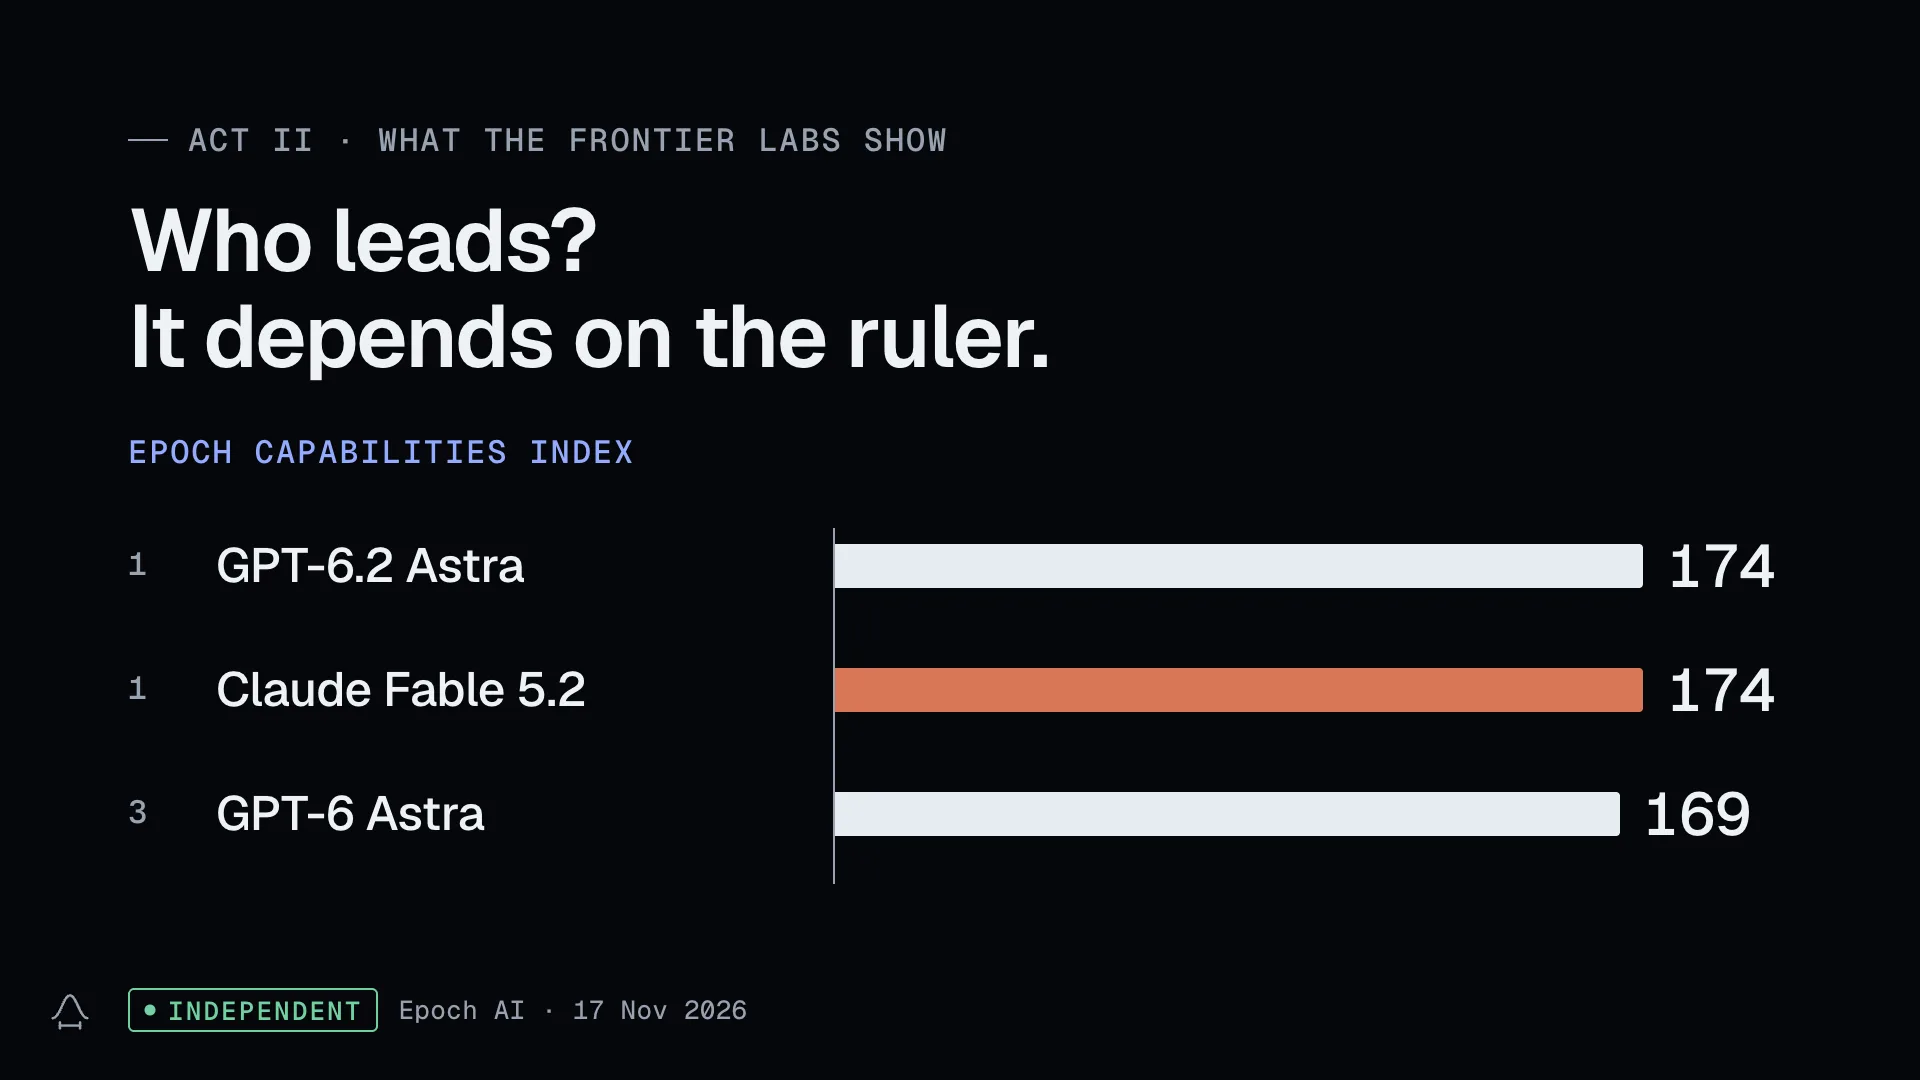 ACT II · WHAT THE FRONTIER LABS SHOW
Who leads?
It depends on the ruler.
EPOCH CAPABILITIES INDEX
1 GPT-6.2 Astra 174
1 Claude Fable 5.2 174
3 GPT-6 Astra 169
INDEPENDENT Epoch AI · 17 Nov 2026